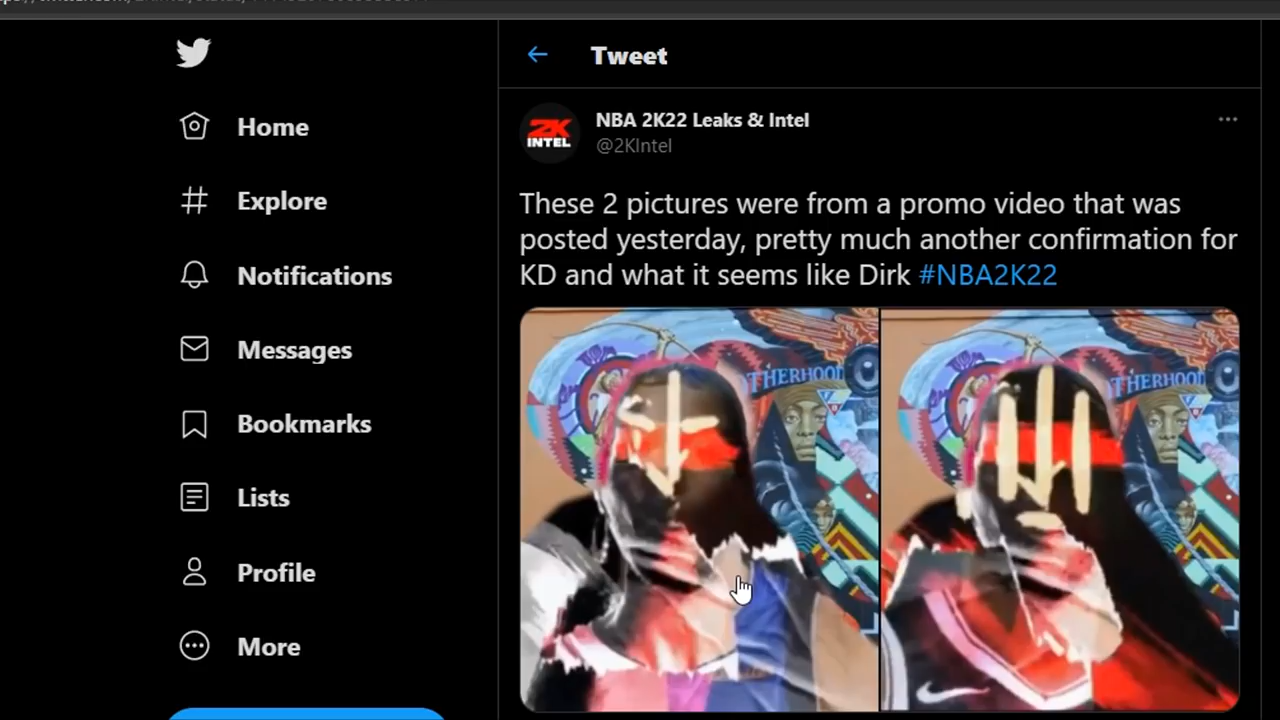 Tweet
Home
Explore
Notifications
Messages
Bookmarks
Lists
Profile
More
2K
INTEL
NBA 2K22 Leaks & Intel
@2KIntel
These 2 pictures were from a promo video that was
posted yesterday, pretty much another confirmation for
KD and what it seems like Dirk #NBA2K22
THERHOOD
THERHOOD